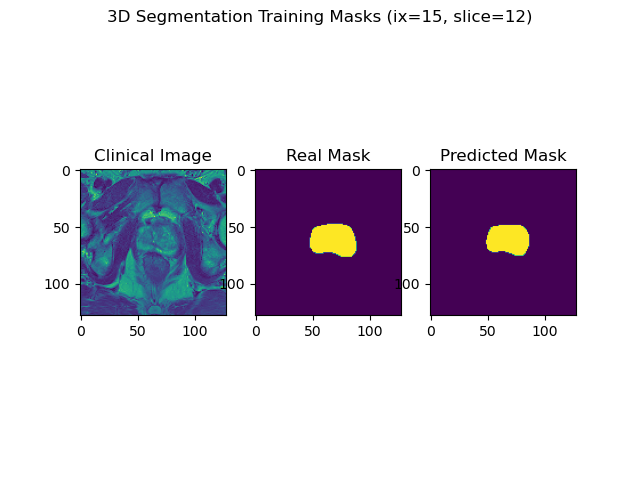 3D Segmentation Training Masks (ix=15, slice=12)
Clinical Image Real Mask Predicted Mask
0 0 0
50 50 50
100 100 100
0 50 100 0 50 100 0 50 100